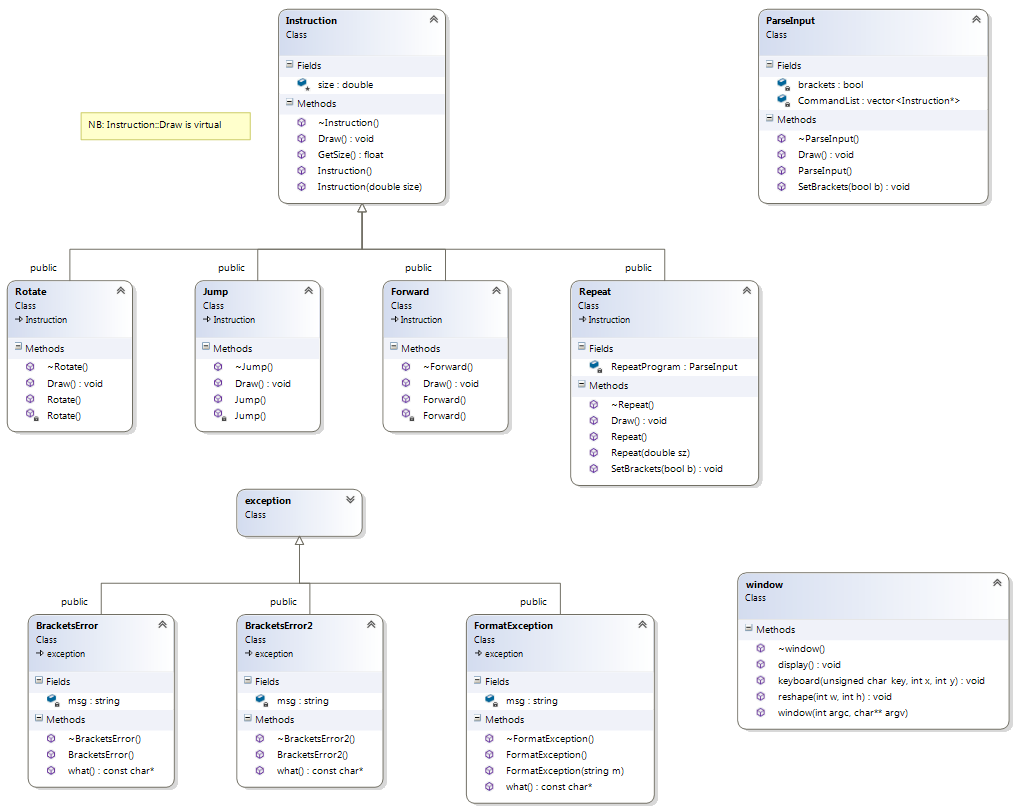 Instruction
Class
Fields
size : double
Methods
~Instruction()
Draw() : void
GetSize() : float
Instruction()
Instruction(double size)
ParseInput
Class
Fields
brackets : bool
CommandList : vector<Instruction*>
Methods
~ParseInput()
Draw() : void
ParseInput()
SetBrackets(bool b) : void
NB: Instruction::Draw is virtual
public
public
public
public
Rotate
Class
Instruction
Methods
~Rotate()
Draw() : void
Rotate()
Rotate()
Jump
Class
Instruction
Methods
~Jump()
Draw() : void
Jump()
Jump()
Forward
Class
Instruction
Methods
~Forward()
Draw() : void
Forward()
Forward()
Repeat
Class
Instruction
Fields
RepeatProgram : ParseInput
Methods
~Repeat()
Draw() : void
Repeat()
Repeat(double sz)
SetBrackets(bool b) : void
exception
Class
public
public
public
BracketsError
Class
exception
Fields
msg : string
Methods
~BracketsError()
BracketsError()
what() : const char*
BracketsError2
Class
exception
Fields
msg : string
Methods
~BracketsError2()
BracketsError2()
what() : const char*
FormatException
Class
exception
Fields
msg : string
Methods
~FormatException()
FormatException()
FormatException(string m)
what() : const char*
window
Class
Methods
~window()
display() : void
keyboard(unsigned char key, int x, int y) : void
reshape(int w, int h) : void
window(int argc, char** argv)